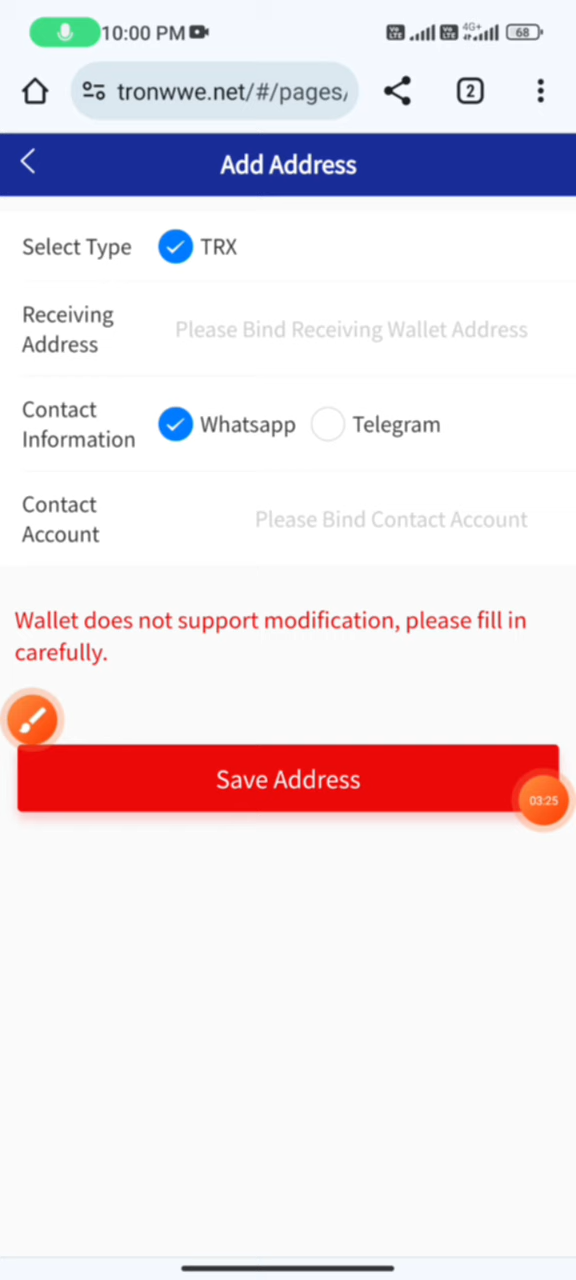 10:00 PM
4G+
68
tronwwe.net/#/pages/
2
Add Address
Select Type TRX
Receiving
Address
Please Bind Receiving Wallet Address
Contact
Information
Whatsapp Telegram
Contact
Account
Please Bind Contact Account
Wallet does not support modification, please fill in
carefully.
Save Address
03:25